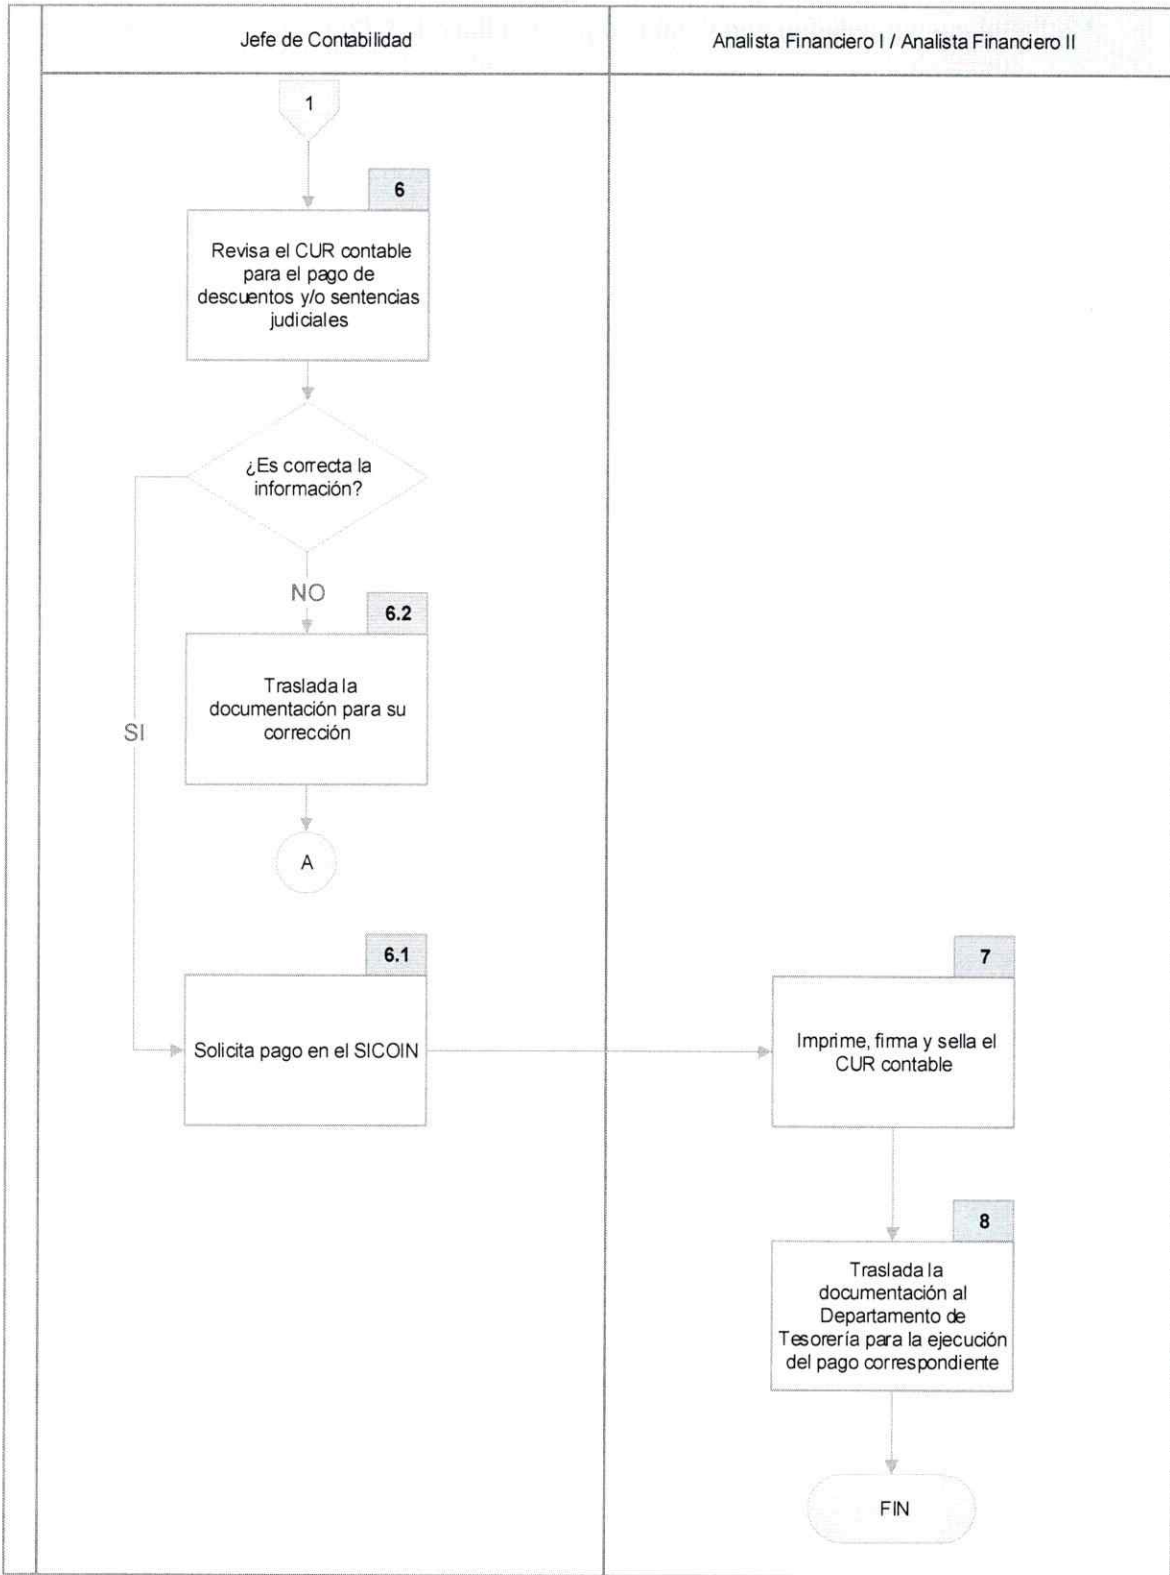 Jefe de Contabilidad
Analista Financiero I / Analista Financiero II
1
6
Revisa el CUR contable
para el pago de
descuentos y/o sentencias
judiciales
¿Es correcta la
información?
NO
6.2
Traslada la
documentación para su
corrección
SI
A
6.1
Solicita pago en el SICOIN
7
Imprime, firma y sella el
CUR contable
8
Traslada la
documentación al
Departamento de
Tesorería para la ejecución
del pago correspondiente
FIN